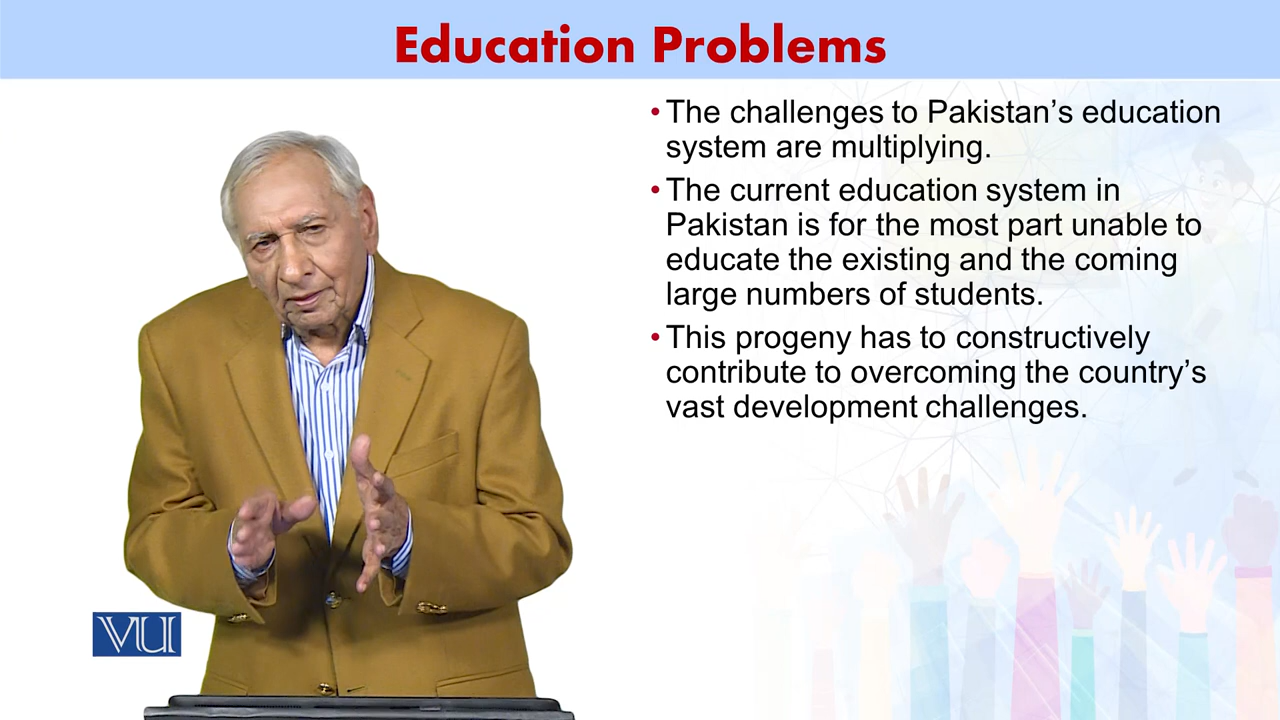 Education Problems
• The challenges to Pakistan’s education
system are multiplying.
• The current education system in
Pakistan is for the most part unable to
educate the existing and the coming
large numbers of students.
• This progeny has to constructively
contribute to overcoming the country’s
vast development challenges.
VU